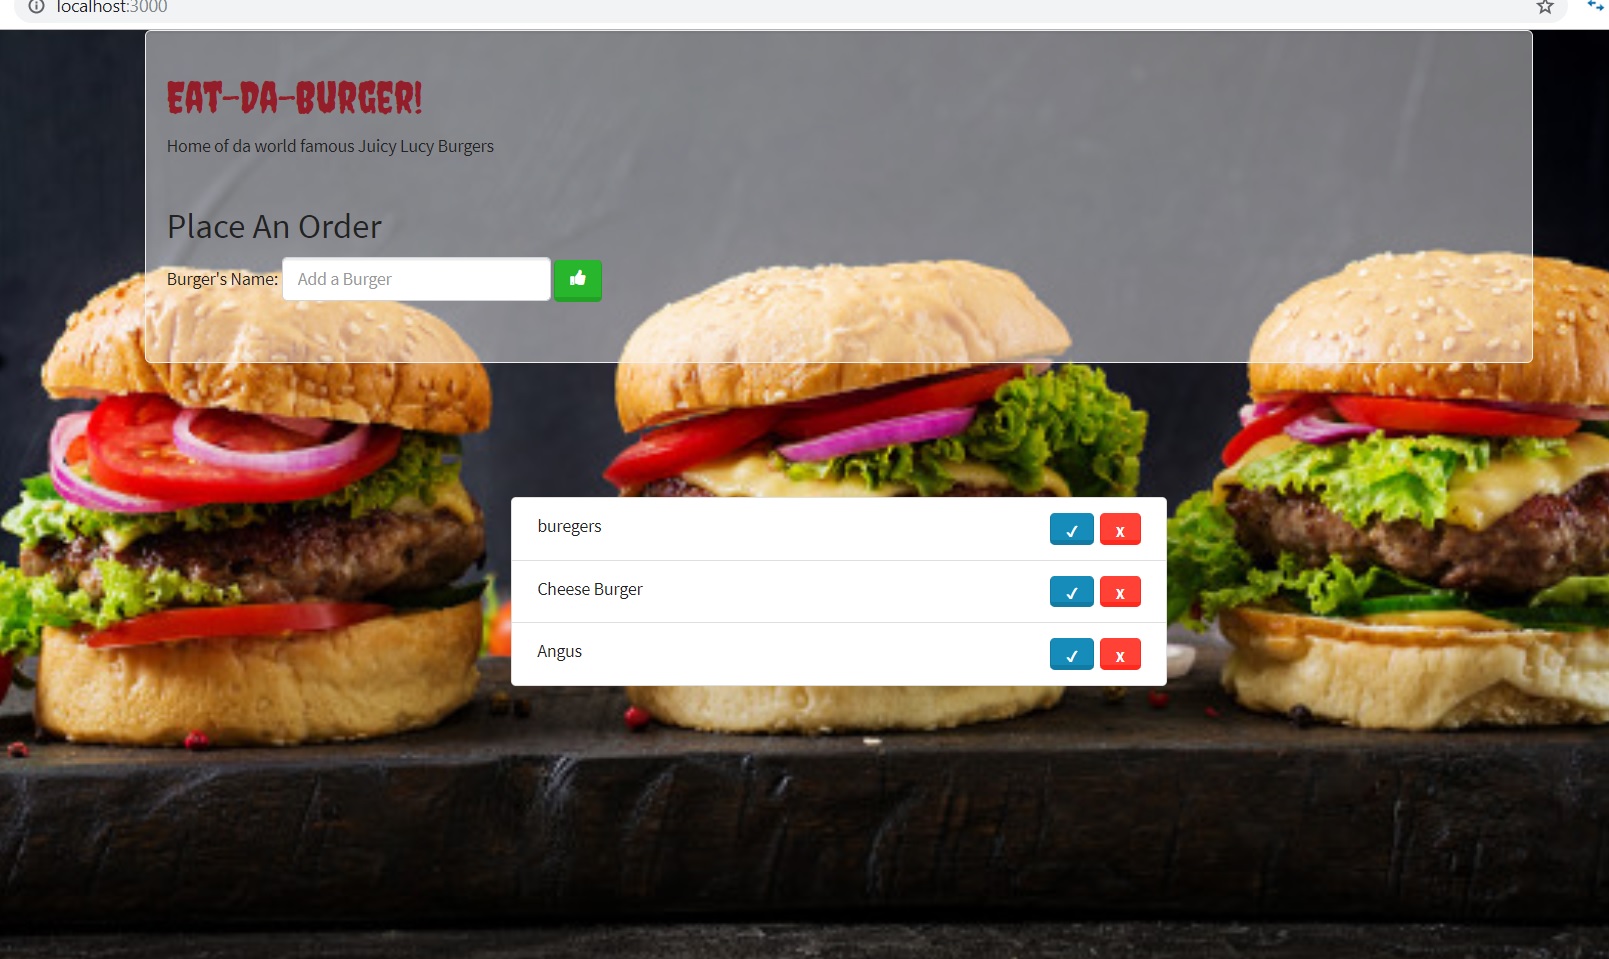 localhost:3000
EAT-DA-BURGER!
Home of da world famous Juicy Lucy Burgers
Place An Order
Burger's Name: Add a Burger
buregers ✓ x
Cheese Burger ✓ x
Angus ✓ x